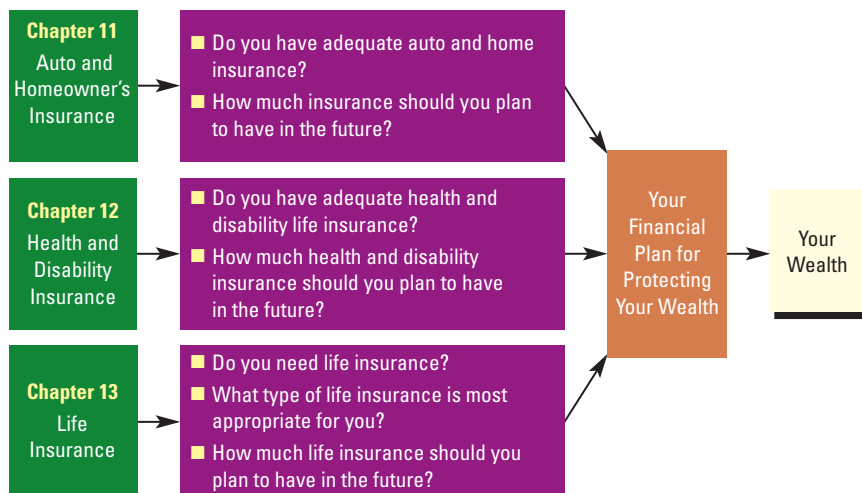 Chapter 11
Auto and
Homeowner's
Insurance
Do you have adequate auto and home
insurance?
How much insurance should you plan
to have in the future?
Chapter 12
Health and
Disability
Insurance
Do you have adequate health and
disability life insurance?
How much health and disability
insurance should you plan to have
in the future?
Chapter 13
Life
Insurance
Do you need life insurance?
What type of life insurance is most
appropriate for you?
How much life insurance should you
plan to have in the future?
Your
Financial
Plan for
Protecting
Your Wealth
Your
Wealth